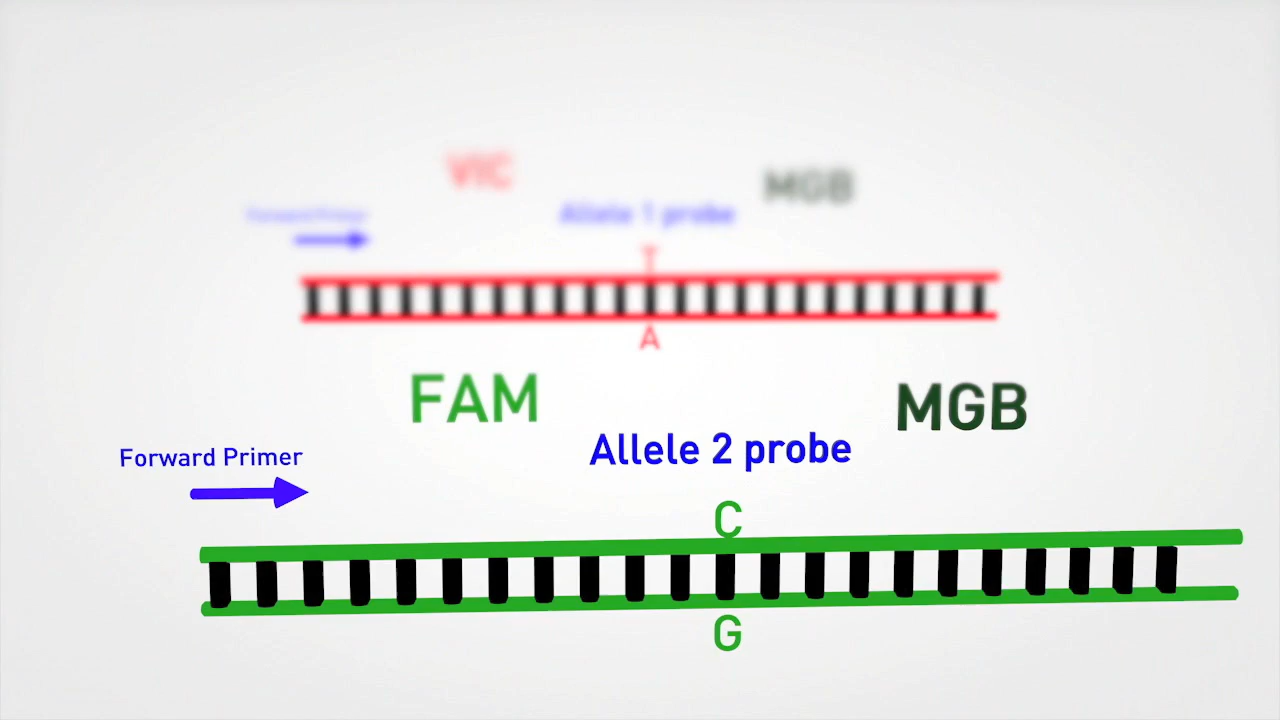 VIC
MGB
Forward Primer
Allele 1 probe
T
A
FAM
MGB
Forward Primer
Allele 2 probe
C
G